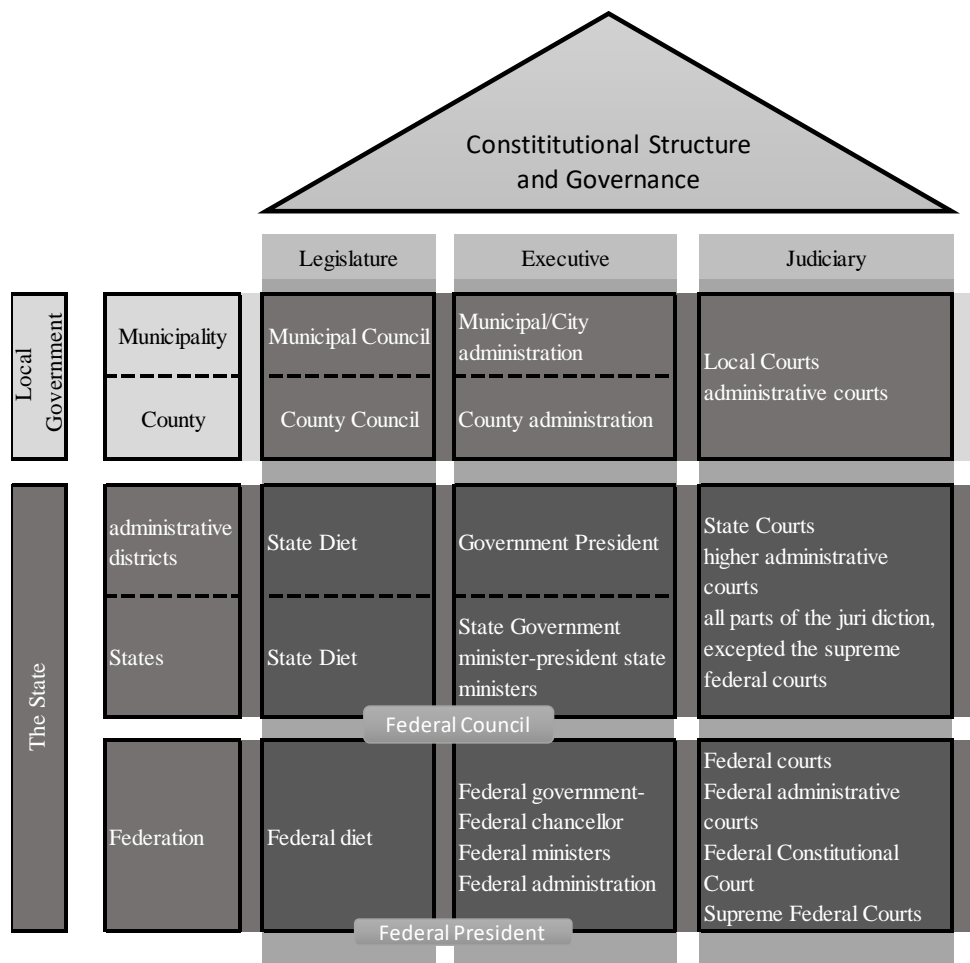 Constititutional Structure
and Governance
Legislature
Executive
Judiciary
Local
Government
Municipality
Municipal Council
Municipal/City
administration
Local Courts
administrative courts
County
County Council
County administration
The State
administrative
districts
State Diet
Government President
State Courts
higher administrative
courts
all parts of the juri diction,
excepted the supreme
federal courts
States
State Diet
State Government
minister-president state
ministers
Federal Council
Federation
Federal diet
Federal government-
Federal chancellor
Federal ministers
Federal administration
Federal courts
Federal administrative
courts
Federal Constitutional
Court
Supreme Federal Courts
Federal President